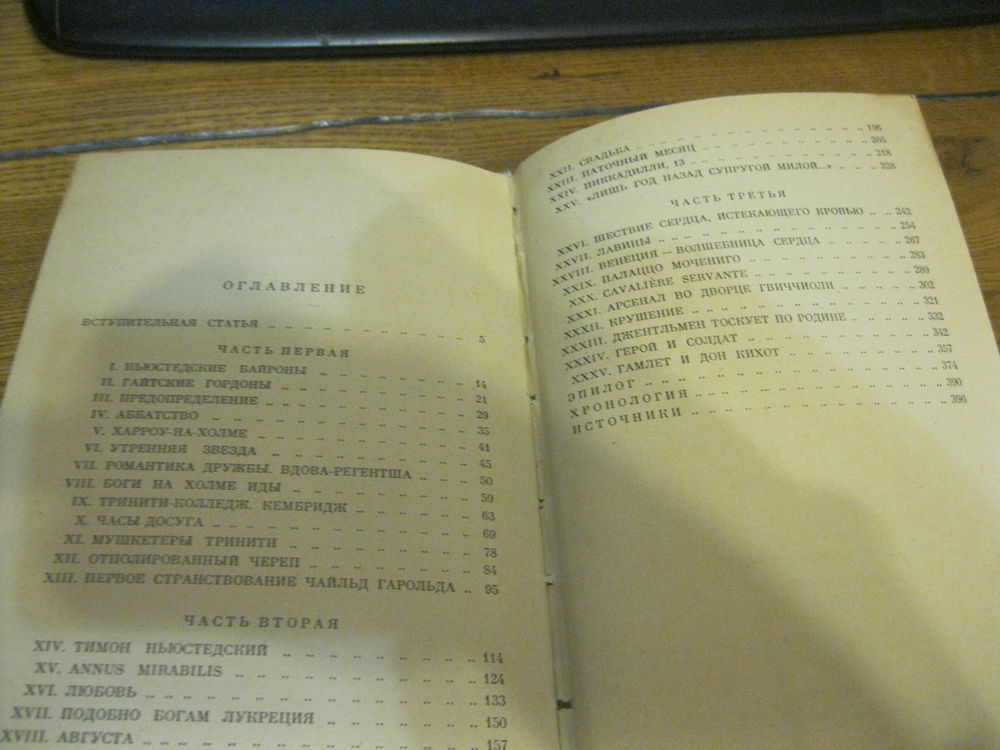 ОГЛАВЛЕНИЕ
ВСТУПИТЕЛЬНАЯ СТАТЬЯ . . . . . . . . . . 5
ЧАСТЬ ПЕРВАЯ
I. НЬЮСТЕДСКИЕ БАЙРОНЫ . . . . . . . . 14
II. ГАЙТСКИЕ ГОРДОНЫ . . . . . . . . . 21
III. ПРЕДОПРЕДЕЛЕНИЕ . . . . . . . . . 29
IV. АББАТСТВО . . . . . . . . . . . . 35
V. ХАРРОУ-НА-ХОЛМЕ . . . . . . . . . . 41
VI. УТРЕННЯЯ ЗВЕЗДА . . . . . . . . . 45
VII. РОМАНТИКА ДРУЖБЫ. ВДОВА-РЕГЕНТША . . . 50
VIII. БОГИ НА ХОЛМЕ ИДЫ . . . . . . . . 59
IX. ТРИНИТИ-КОЛЛЕДЖ. КЕМБРИДЖ . . . . . 63
X. ЧАСЫ ДОСУГА . . . . . . . . . . . . 69
XI. МУШКЕТЕРЫ ТРИНИТИ . . . . . . . . 78
XII. ОТПОЛИРОВАННЫЙ ЧЕРЕП . . . . . . . 84
XIII. ПЕРВОЕ СТРАНСТВОВАНИЕ ЧАЙЛЬД ГАРОЛЬДА . . 95
ЧАСТЬ ВТОРАЯ
XIV. ТИМОН НЬЮСТЕДСКИЙ . . . . . . . . 114
XV. ANNUS MIRABILIS . . . . . . . . . . 124
XVI. ЛЮБОВЬ . . . . . . . . . . . . . 133
XVII. ПОДОБНО БОГАМ ЛУКРЕЦИЯ . . . . . . 150
XVIII. АВГУСТА . . . . . . . . . . . . 157
XXII. СВАДЬБА . . . . . . . . . . . . 196
XXIII. ПАТОЧНЫЙ МЕСЯЦ . . . . . . . . . 205
XXIV. ПИККАДИЛЛИ, 13 . . . . . . . . . 218
XXV. «ЛИШЬ ГОД НАЗАД СУПРУГОЙ МИЛОЙ...» . . . 228
ЧАСТЬ ТРЕТЬЯ
XXVI. ШЕСТВИЕ СЕРДЦА, ИСТЕКАЮЩЕГО КРОВЬЮ . . 242
XXVII. ЛАВИНЫ . . . . . . . . . . . . 254
XXVIII. ВЕНЕЦИЯ — ВОЛШЕБНИЦА СЕРДЦА . . . . 267
XXIX. ПАЛАЦЦО МОЧЕНИГО . . . . . . . . 283
XXX. CAVALIÈRE SERVANTE . . . . . . . . 289
XXXI. АРСЕНАЛ ВО ДВОРЦЕ ГВИЧЧИОЛИ . . . . 302
XXXII. КРУШЕНИЕ . . . . . . . . . . . 321
XXXIII. ДЖЕНТЛЬМЕН ТОСКУЕТ ПО РОДИНЕ . . . . 332
XXXIV. ГЕРОЙ И СОЛДАТ . . . . . . . . . 342
XXXV. ГАМЛЕТ И ДОН КИХОТ . . . . . . . . 357
ЭПИЛОГ . . . . . . . . . . . . . . . 374
ХРОНОЛОГИЯ . . . . . . . . . . . . . 390
ИСТОЧНИКИ . . . . . . . . . . . . . . 396